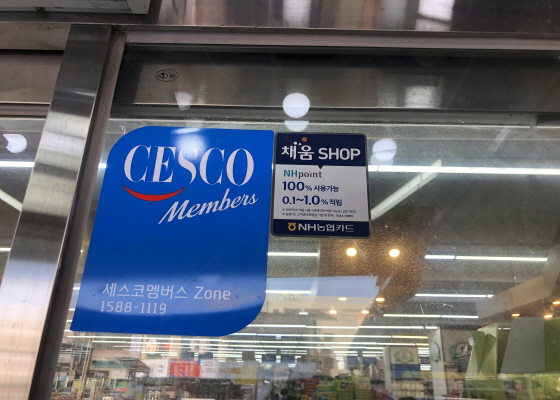 CESCO
Members
세스코멤버스 Zone
1588-1119
채움 SHOP
NHpoint
100% 사용가능
0.1~1.0% 적립
NH농협카드